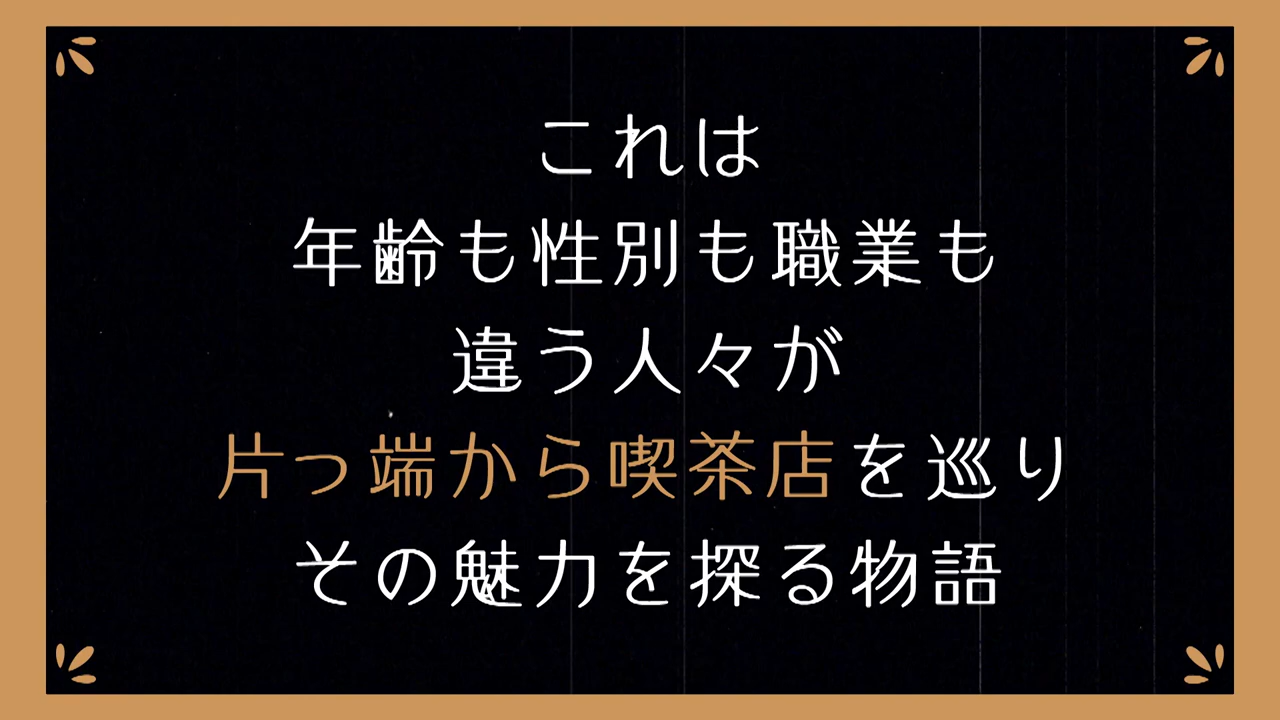 これは
年齢も性別も職業も
違う人々が
片っ端から喫茶店を巡り
その魅力を探る物語